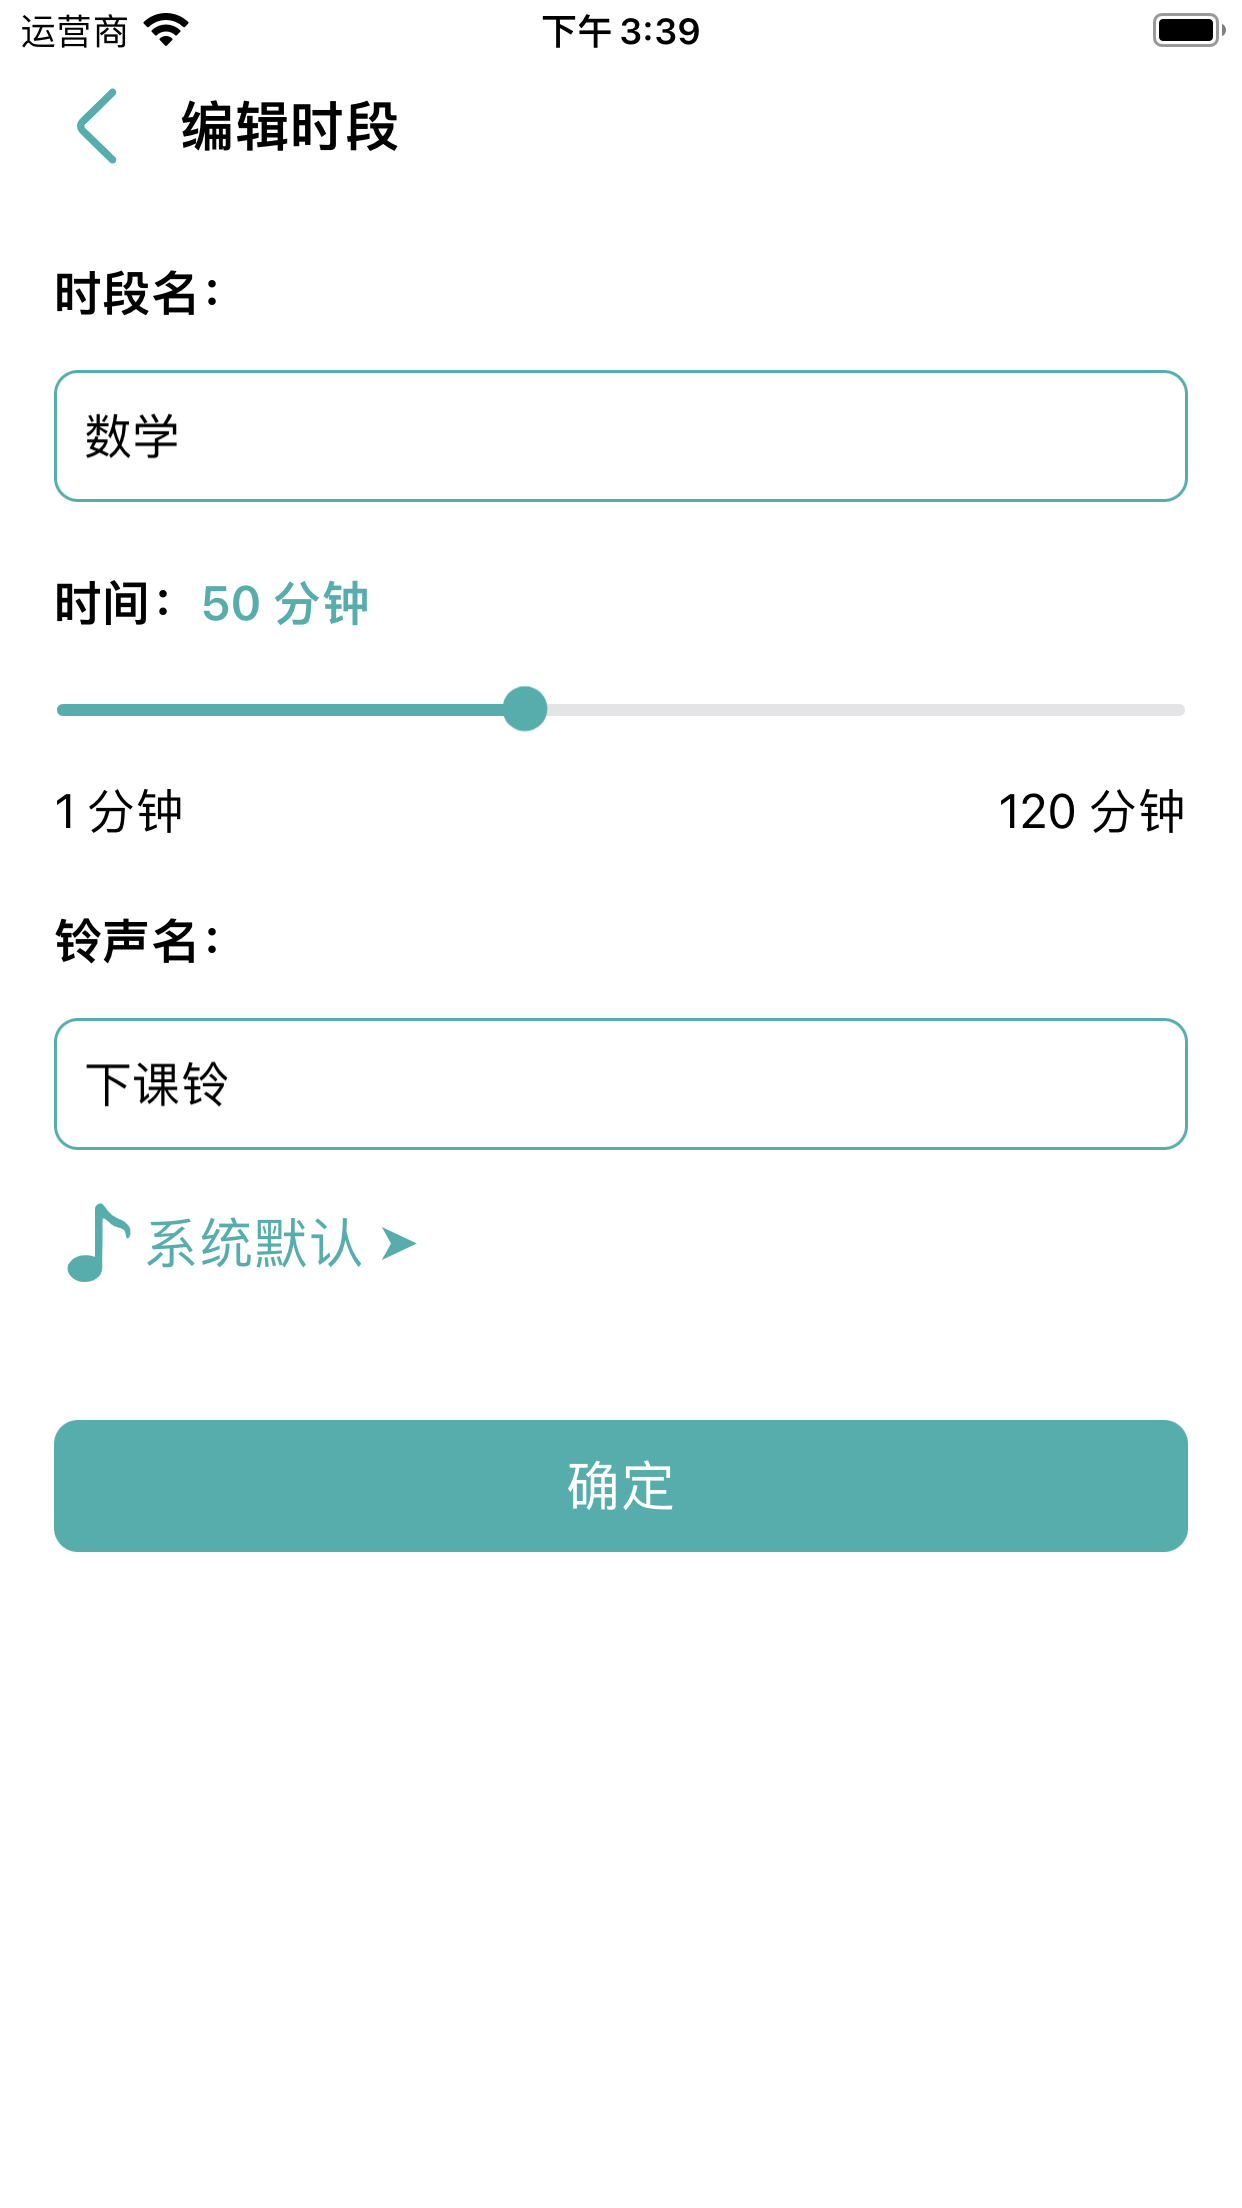 运营商 下午 3:39
编辑时段
时段名：
数学
时间： 50 分钟
1 分钟 120 分钟
铃声名：
下课铃
系统默认 ➤
确定